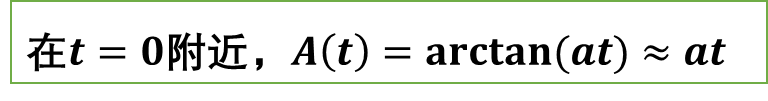 在t = 0附近，A(t) = arctan(at) ≈ at